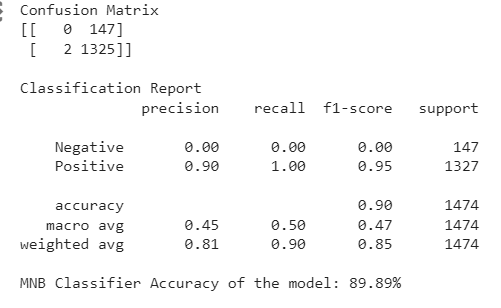 Confusion Matrix
[[   0  147]
 [   2 1325]]
Classification Report
              precision    recall  f1-score   support
    Negative       0.00      0.00      0.00       147
    Positive       0.90      1.00      0.95      1327
    accuracy                           0.90      1474
   macro avg       0.45      0.50      0.47      1474
weighted avg       0.81      0.90      0.85      1474
MNB Classifier Accuracy of the model: 89.89%